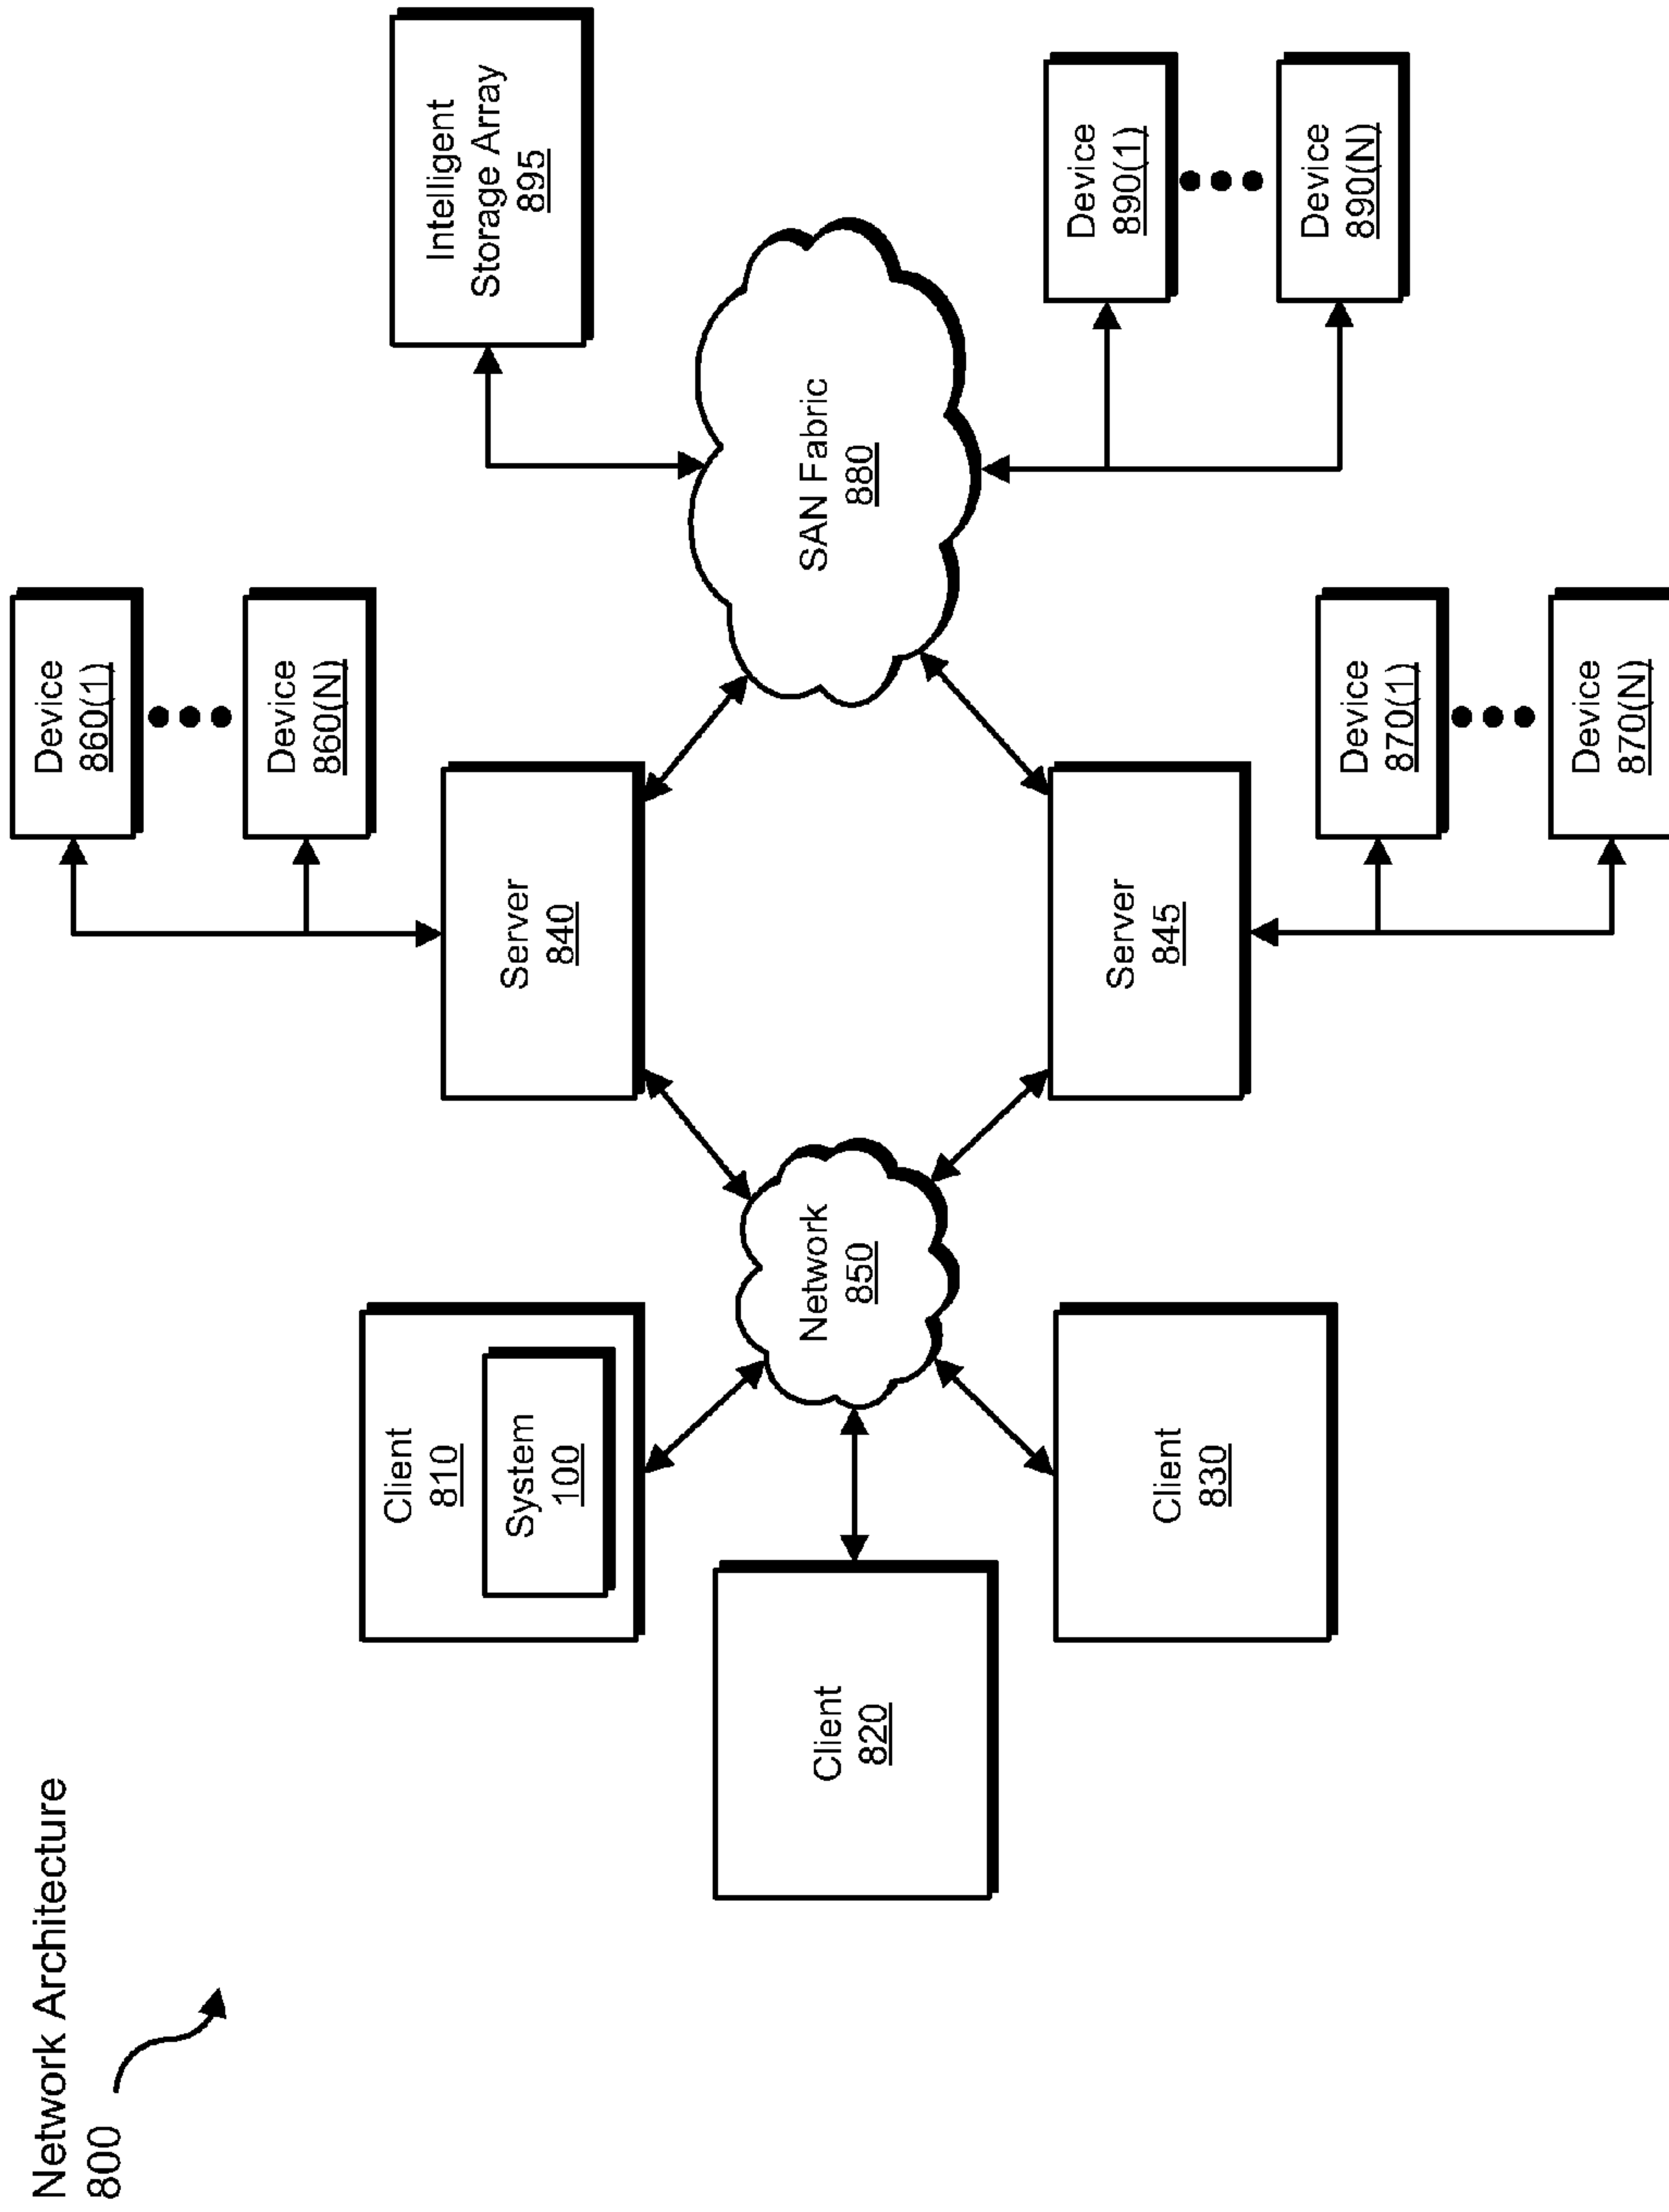 Network Architecture
800
Device
860(1)
Device
860(N)
Intelligent
Storage Array
895
Client
810
System
100
Server
840
Client
820
Network
850
SAN Fabric
880
Client
830
Server
845
Device
890(1)
Device
890(N)
Device
870(1)
Device
870(N)